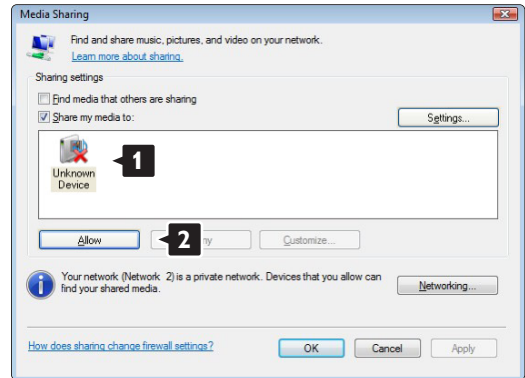 Media Sharing
Find and share music, pictures, and video on your network.
Learn more about sharing.
Sharing settings
Find media that others are sharing
Share my media to:
Settings...
Unknown
Device
1
Allow
2
ny
Customize...
Your network (Network 2) is a private network. Devices that you allow can
find your shared media.
Networking...
How does sharing change firewall settings?
OK
Cancel
Apply